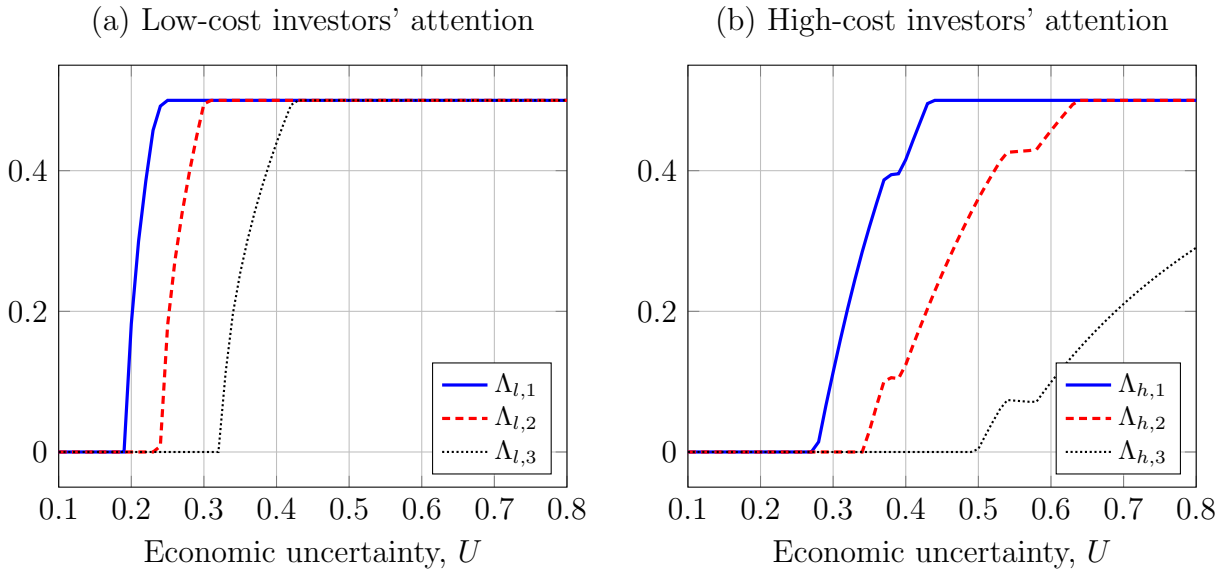 (a) Low-cost investors' attention
0.4
0.2
0
Λl,1
Λl,2
Λl,3
0.1 0.2 0.3 0.4 0.5 0.6 0.7 0.8
Economic uncertainty, U
(b) High-cost investors' attention
0.4
0.2
0
Λh,1
Λh,2
Λh,3
0.1 0.2 0.3 0.4 0.5 0.6 0.7 0.8
Economic uncertainty, U